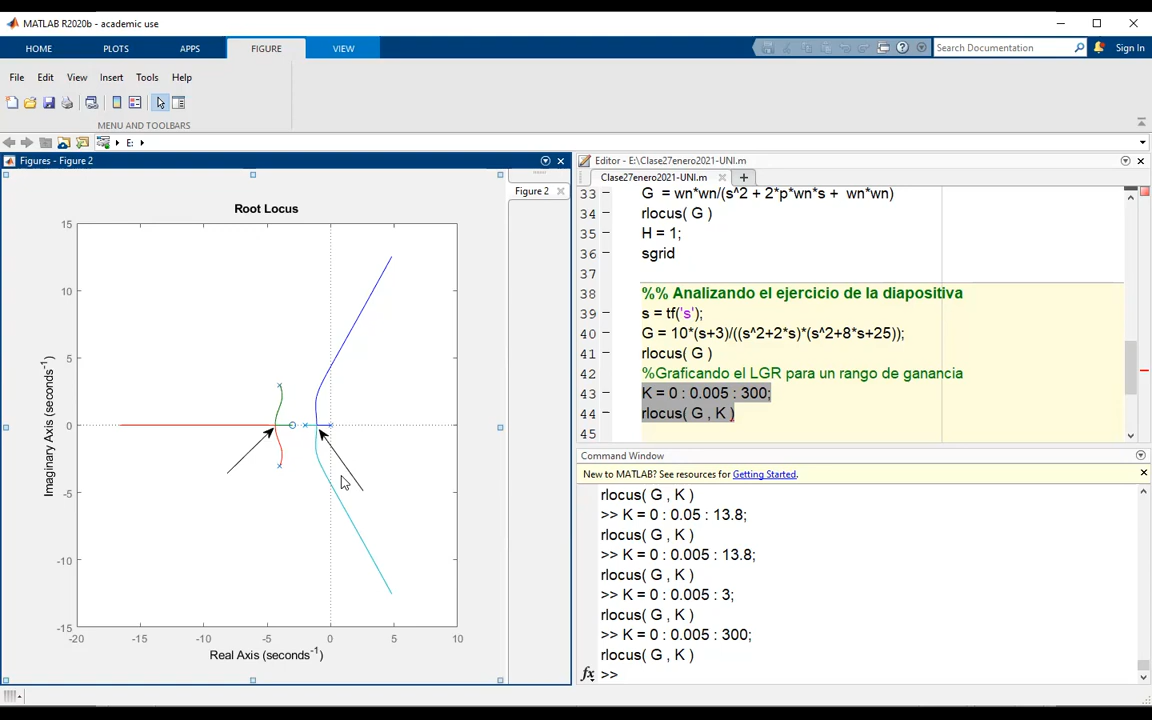 MATLAB R2020b - academic use
HOME PLOTS APPS FIGURE VIEW
Search Documentation
Sign In
File Edit View Insert Tools Help
MENU AND TOOLBARS
E:
Figures - Figure 2
Figure 2
Root Locus
15
10
5
0
-5
-10
-15
-20 -15 -10 -5 0 5 10
Imaginary Axis (seconds⁻¹)
Real Axis (seconds⁻¹)
Editor - E:\Clase27enero2021-UNI.m
Clase27enero2021-UNI.m
33 G = wn*wn/(s^2 + 2*p*wn*s + wn*wn)
34 rlocus( G )
35 H = 1;
36 sgrid
37
38 %% Analizando el ejercicio de la diapositiva
39 s = tf('s');
40 G = 10*(s+3)/((s^2+2*s)*(s^2+8*s+25));
41 rlocus( G )
42 %Graficando el LGR para un rango de ganancia
43 K = 0 : 0.005 : 300;
44 rlocus( G , K )
45
Command Window
New to MATLAB? See resources for Getting Started.
rlocus( G , K )
>> K = 0 : 0.05 : 13.8;
rlocus( G , K )
>> K = 0 : 0.005 : 13.8;
rlocus( G , K )
>> K = 0 : 0.005 : 3;
rlocus( G , K )
>> K = 0 : 0.005 : 300;
rlocus( G , K )
fx >>